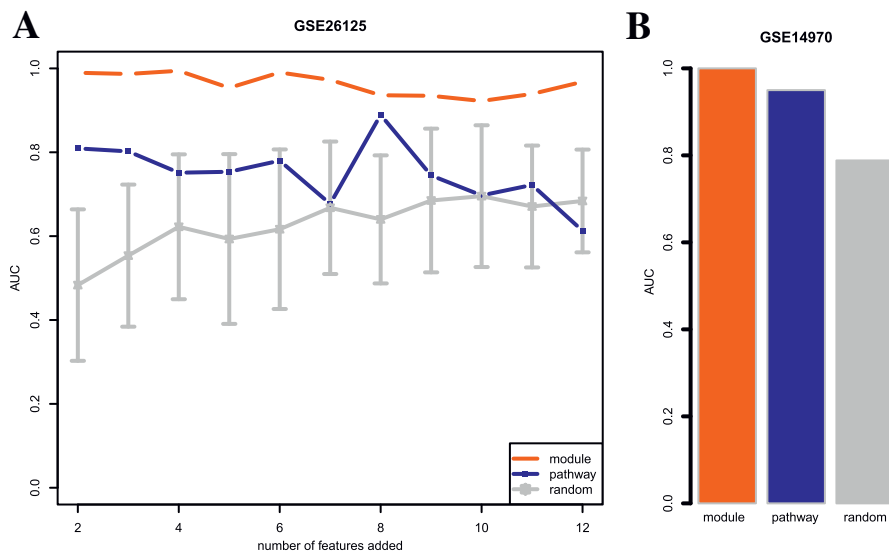 A
GSE26125
AUC
1.0
0.8
0.6
0.4
0.2
0.0
2
4
6
8
10
12
number of features added
module
pathway
random
B
GSE14970
AUC
1.0
0.8
0.6
0.4
0.2
0.0
module
pathway
random